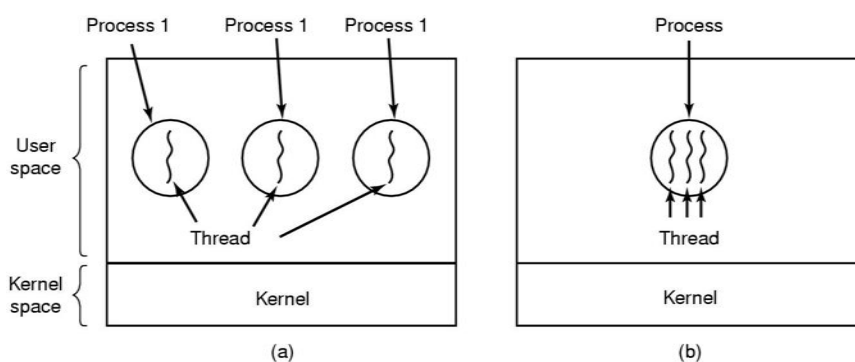 Process 1 Process 1 Process 1 Process
User
space
Thread Thread
Kernel
space
Kernel Kernel
(a) (b)